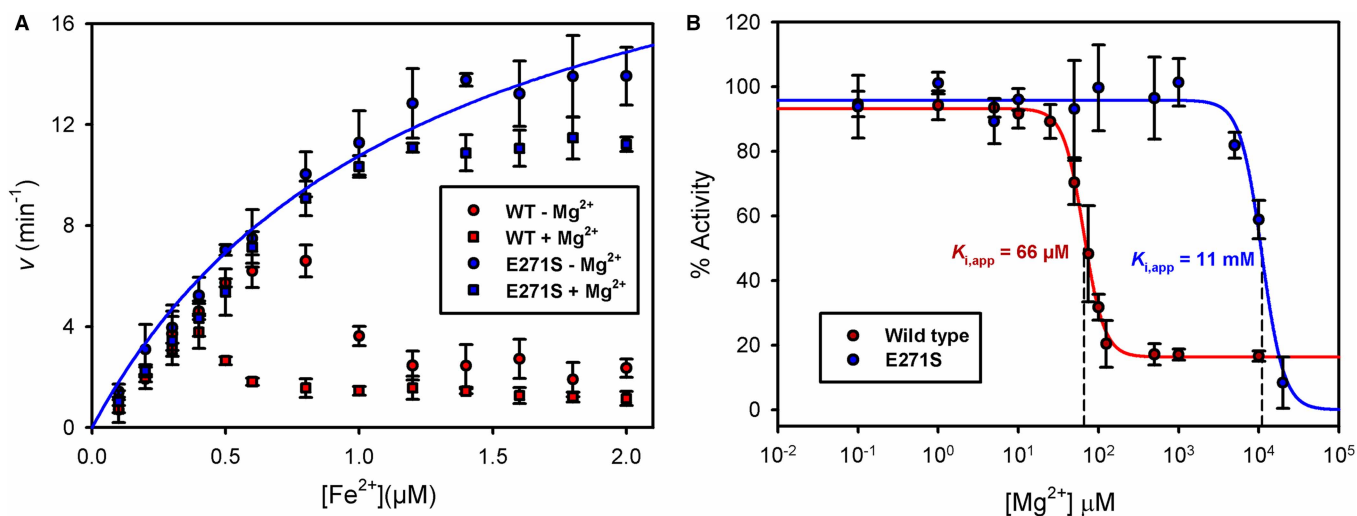 A
16
12
8
4
0
v (min⁻¹)
WT - Mg²⁺
WT + Mg²⁺
E271S - Mg²⁺
E271S + Mg²⁺
0.0 0.5 1.0 1.5 2.0
[Fe²⁺](µM)
B
120
100
80
60
40
20
0
% Activity
Kᵢ,app = 66 µM
Kᵢ,app = 11 mM
Wild type
E271S
10⁻² 10⁻¹ 10⁰ 10¹ 10² 10³ 10⁴ 10⁵
[Mg²⁺] µM